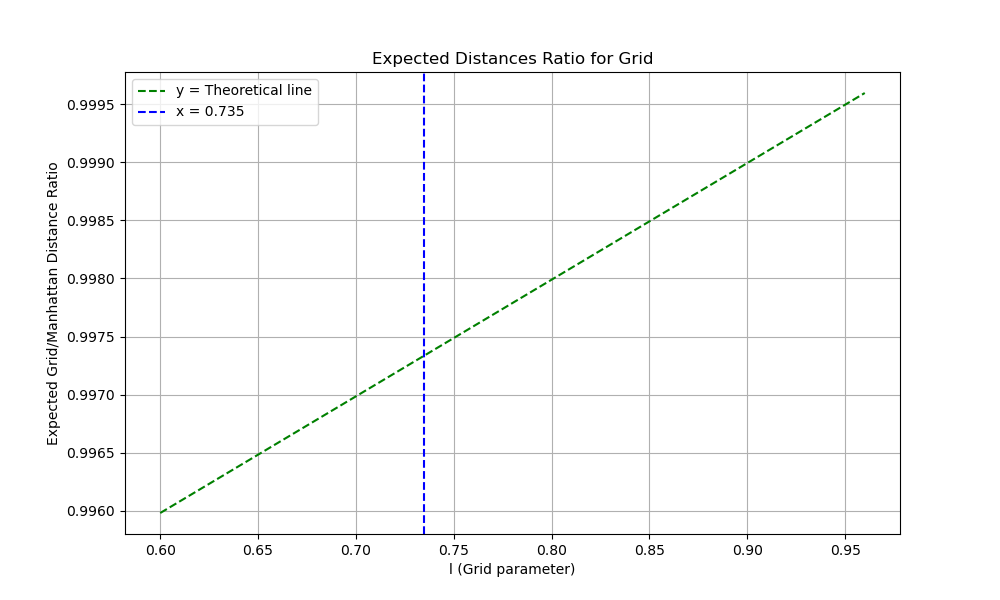 Expected Distances Ratio for Grid
y = Theoretical line
x = 0.735
Expected Grid/Manhattan Distance Ratio
0.9995
0.9990
0.9985
0.9980
0.9975
0.9970
0.9965
0.9960
0.60 0.65 0.70 0.75 0.80 0.85 0.90 0.95
l (Grid parameter)